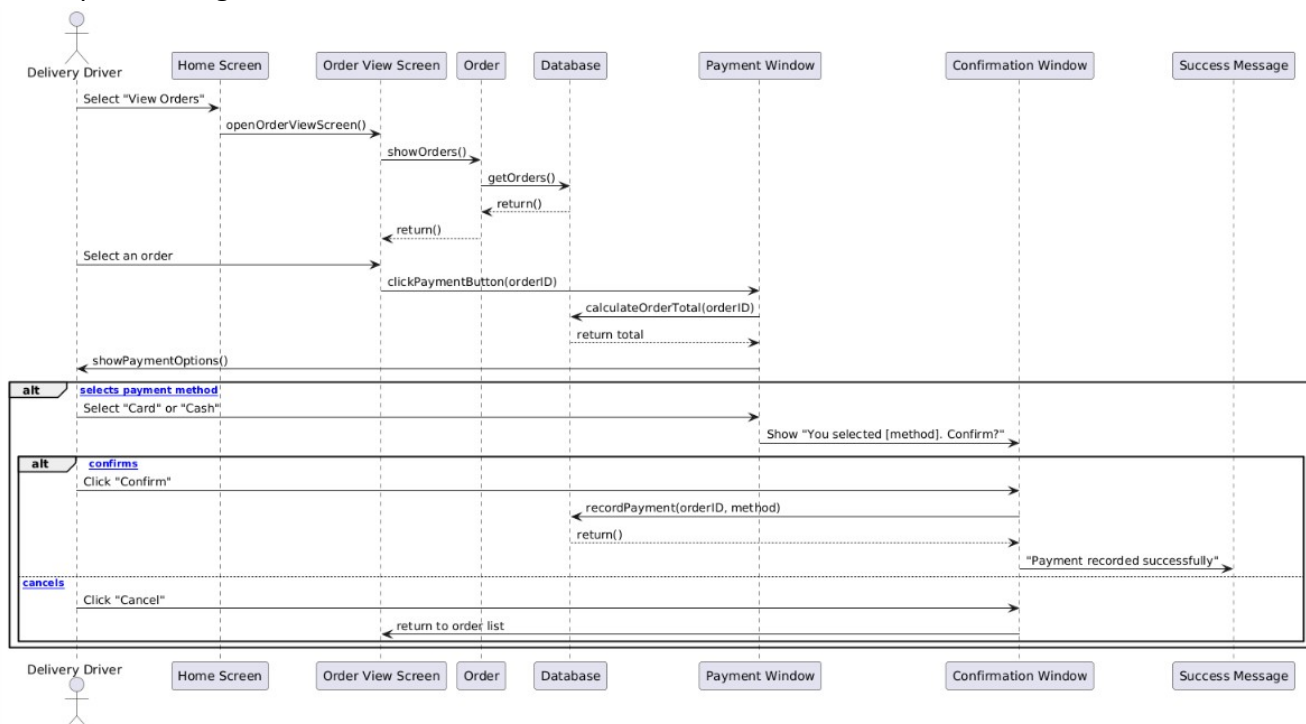 Delivery Driver
Home Screen
Order View Screen
Order
Database
Payment Window
Confirmation Window
Success Message
Select "View Orders"
openOrderViewScreen()
showOrders()
getOrders()
return()
return()
Select an order
clickPaymentButton(orderID)
calculateOrderTotal(orderID)
return total
showPaymentOptions()
alt
selects payment method
Select "Card" or "Cash"
Show "You selected [method]. Confirm?"
alt
confirms
Click "Confirm"
recordPayment(orderID, method)
return()
"Payment recorded successfully"
cancels
Click "Cancel"
return to order list
Delivery Driver
Home Screen
Order View Screen
Order
Database
Payment Window
Confirmation Window
Success Message